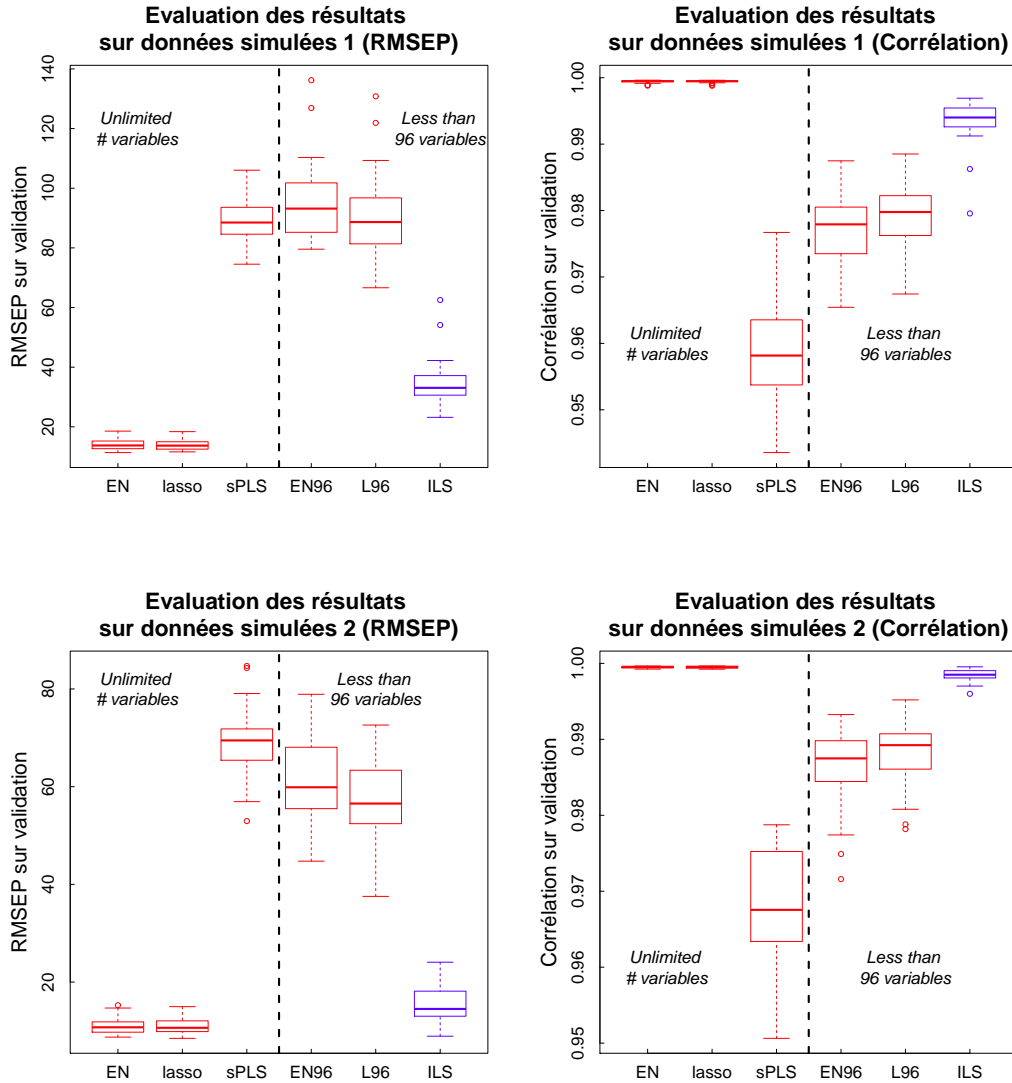 Evaluation des résultats
sur données simulées 1 (RMSEP)
RMSEP sur validation
140
120
100
80
60
40
20
Unlimited
# variables
Less than
96 variables
EN lasso sPLS EN96 L96 ILS
Evaluation des résultats
sur données simulées 1 (Corrélation)
Corrélation sur validation
1.00
0.99
0.98
0.97
0.96
0.95
Unlimited
# variables
Less than
96 variables
EN lasso sPLS EN96 L96 ILS
Evaluation des résultats
sur données simulées 2 (RMSEP)
RMSEP sur validation
80
60
40
20
Unlimited
# variables
Less than
96 variables
EN lasso sPLS EN96 L96 ILS
Evaluation des résultats
sur données simulées 2 (Corrélation)
Corrélation sur validation
1.00
0.99
0.98
0.97
0.96
0.95
Unlimited
# variables
Less than
96 variables
EN lasso sPLS EN96 L96 ILS